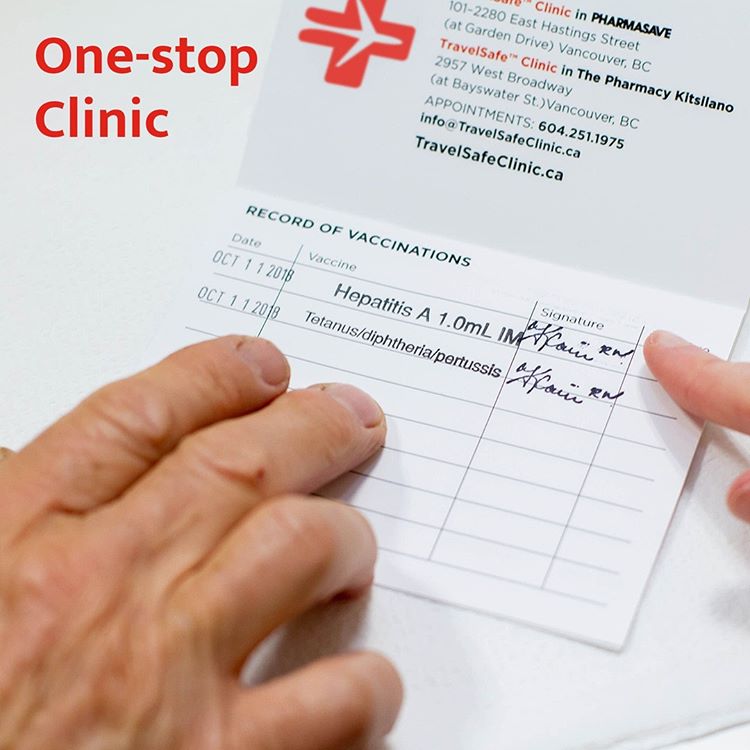 One-stop
Clinic
Safe™ Clinic in PHARMASAVE
101-2280 East Hastings Street
(at Garden Drive) Vancouver, BC
TravelSafe™ Clinic in The Pharmacy Kitsilano
2957 West Broadway
(at Bayswater St.)Vancouver, BC
APPOINTMENTS: 604.251.1975
info@TravelSafeClinic.ca
TravelSafeClinic.ca
RECORD OF VACCINATIONS
Date Vaccine Signature
OCT 11 2018 Hepatitis A 1.0mL IM RN
OCT 11 2018 Tetanus/diphtheria/pertussis RN